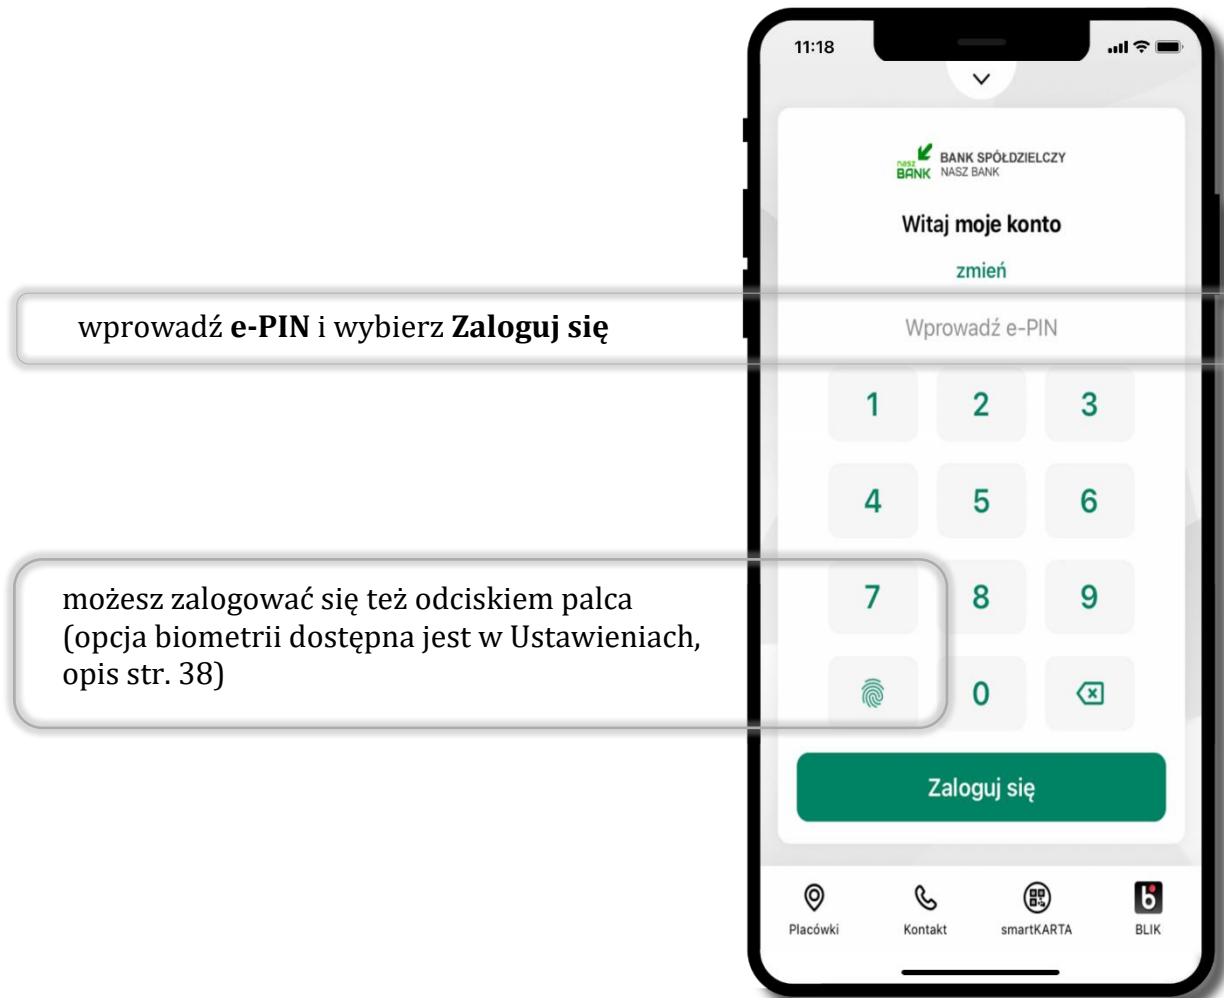 11:18
nasz
BANK
BANK SPÓŁDZIELCZY
NASZ BANK
Witaj moje konto
zmień
wprowadź e-PIN i wybierz Zaloguj się
Wprowadź e-PIN
1 2 3
4 5 6
możesz zalogować się też odciskiem palca
(opcja biometrii dostępna jest w Ustawieniach,
opis str. 38)
7 8 9
0
Zaloguj się
Placówki Kontakt smartKARTA BLIK